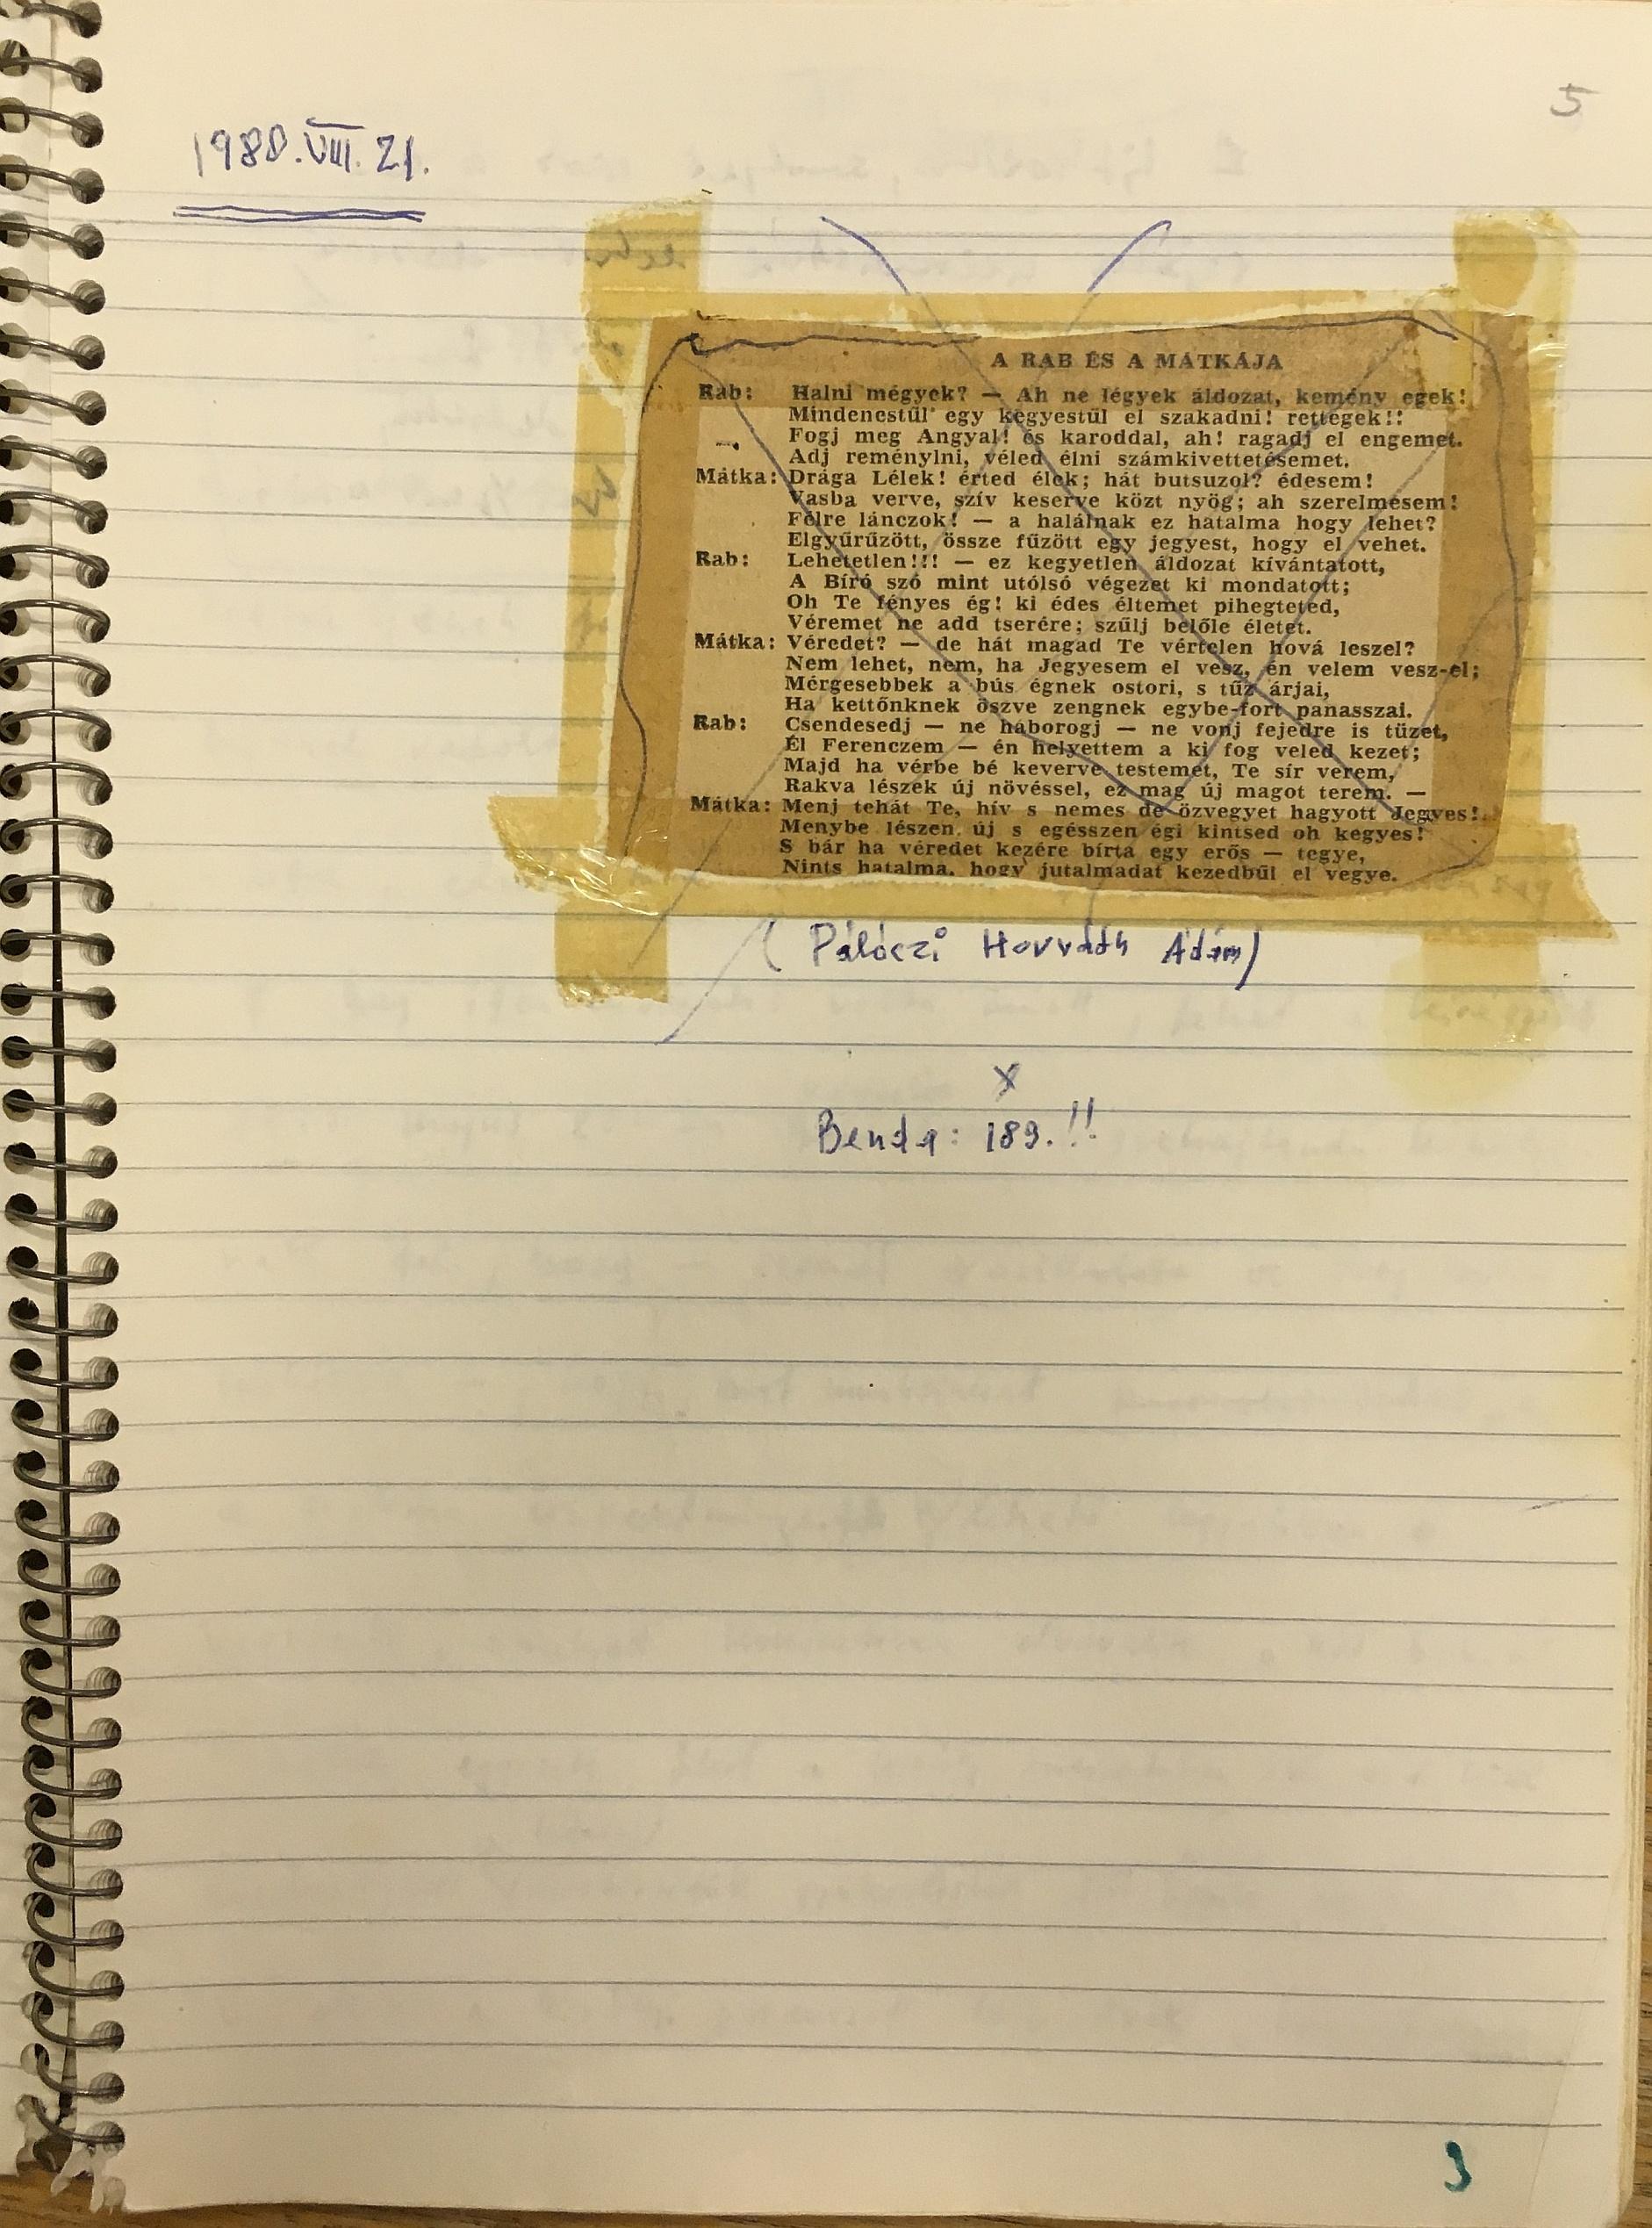 5
1980.VIII.21.
A RAB ÉS A MÁTKÁJA
Rab: Halni mégyek? — Ah ne légyek áldozat, kemény egek!
Mindenestűl egy kegyestűl el szakadni! rettegek!!
Fogj meg Angyal! és karoddal, ah! ragadj el engemet.
Adj reménylni, véled élni számkivettetésemet.
Mátka: Drága Lélek! érted élek; hát butsuzol? édesem!
Vasba verve, szív keserve közt nyög; ah szerelmesem!
Félre lánczok! — a halálnak ez hatalma hogy lehet?
Elgyűrűzött, össze fűzött egy jegyest, hogy el vehet.
Rab: Lehetetlen!!! — ez kegyetlen áldozat kívántatott,
A Bíró szó mint utólsó végezet ki mondatott;
Oh Te fényes ég! ki édes éltemet pihegteted,
Véremet ne add tserére; szűlj belőle életet.
Mátka: Véredet? — de hát magad Te vértelen hová leszel?
Nem lehet, nem, ha Jegyesem el vesz, én velem vesz-el;
Mérgesebbek a bús égnek ostori, s tűz árjai,
Ha kettőnknek öszve zengnek egybe-fort panasszai.
Rab: Csendesedj — ne háborogj — ne vonj fejedre is tüzet,
Él Ferenczem — én helyettem a ki fog veled kezet;
Majd ha vérbe bé keverve testemet, Te sír verem,
Rakva lészek új növéssel, ez mag új magot terem. —
Mátka: Menj tehát Te, hív s nemes de özvegyet hagyott Jegyes!
Menybe lészen új s egésszen égi kintsed oh kegyes!
S bár ha véredet kezére bírta egy erős — tegye,
Nints hatalma, hogy jutalmadat kezedbűl el vegye.
(Pálóczi Horváth Ádám)
x
Benda: 189.!!
3